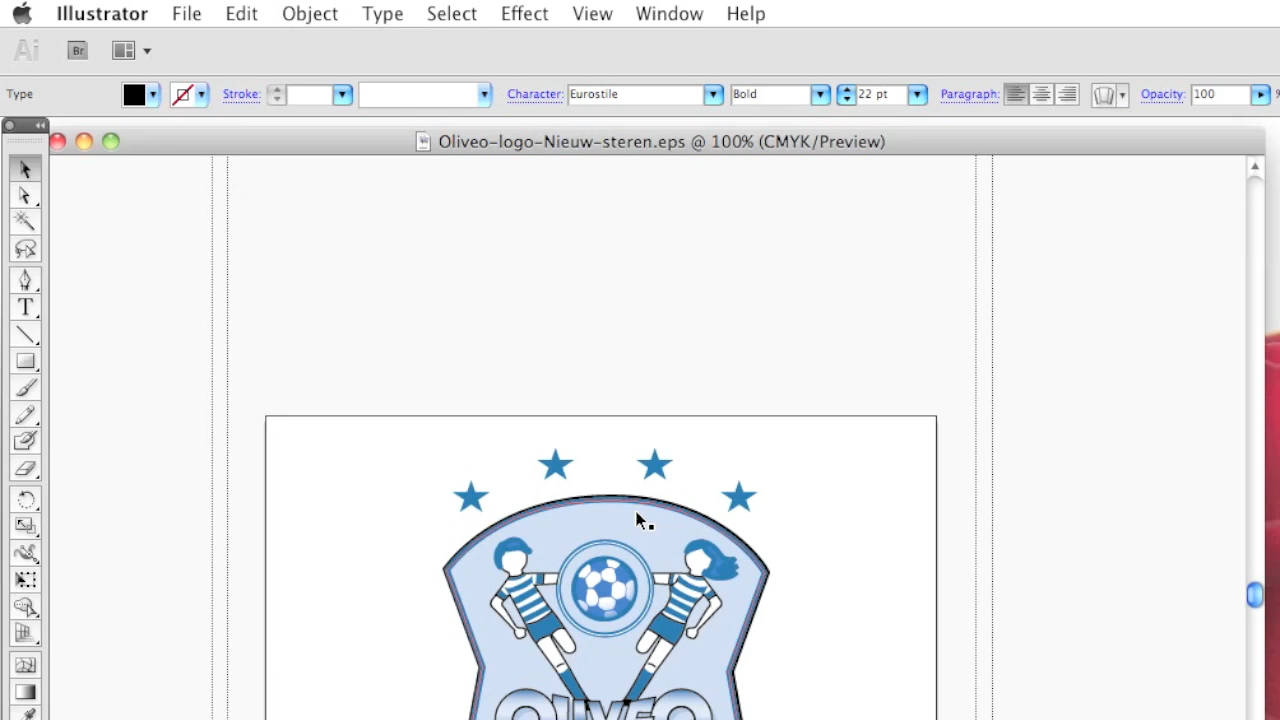 Illustrator File Edit Object Type Select Effect View Window Help
Ai Br
Type Stroke: Character: Eurostile Bold 22 pt Paragraph: Opacity: 100 %
Oliveo-logo-Nieuw-steren.eps @ 100% (CMYK/Preview)
T
OLIVEO